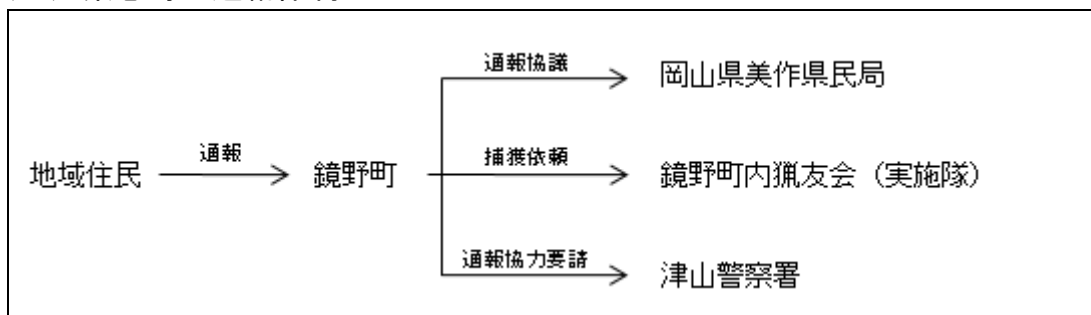 通報協議
岡山県美作県民局
地域住民 通報 鏡野町 捕獲依頼 鏡野町内猟友会（実施隊）
通報協力要請
津山警察署